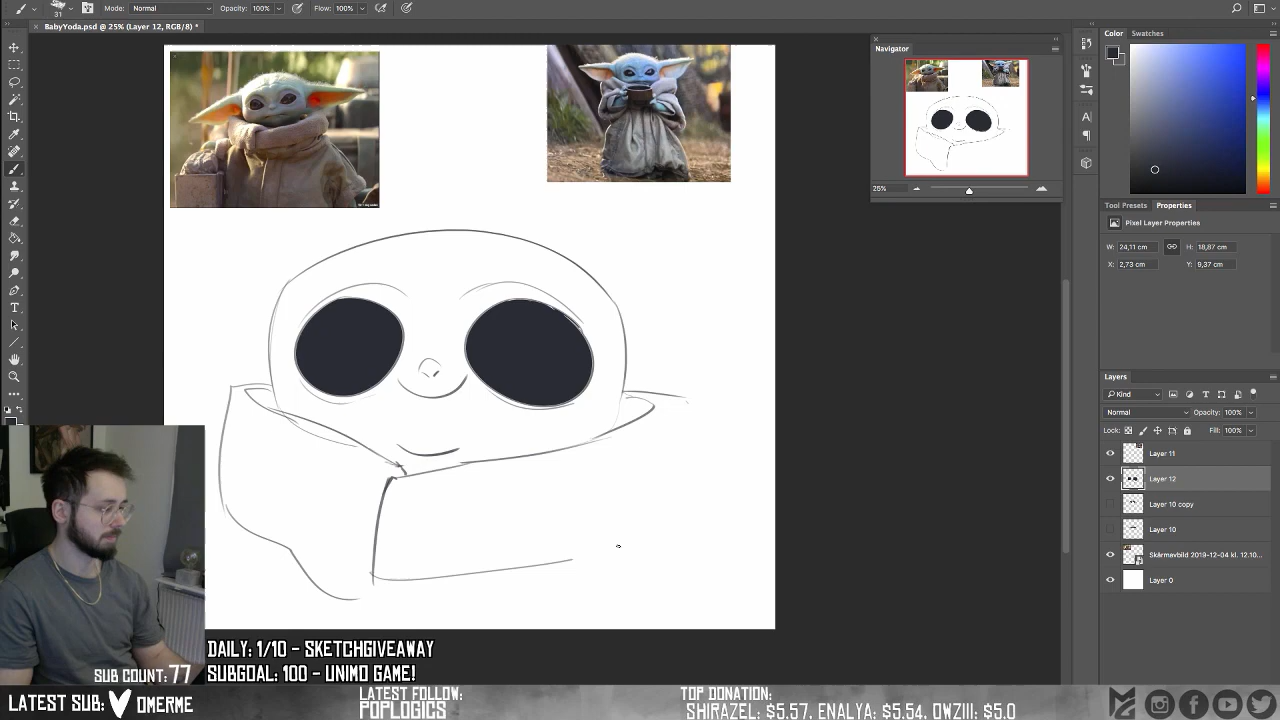 Mode: Normal Opacity: 100% Flow: 100%
BabyYoda.psd @ 25% (Layer 12, RGB/8) *
Navigator
25%
Color Swatches
Tool Presets Properties
Pixel Layer Properties
W: 24,11 cm H: 18,87 cm
X: 2,73 cm Y: 9,37 cm
Layers
Kind
Normal Opacity: 100%
Lock: Fill: 100%
Layer 11
Layer 12
Layer 10 copy
Layer 10
Skärmavbild 2019-12-04 kl. 12.10...
Layer 0
DAILY: 1/10 - SKETCHGIVEAWAY
SUBGOAL: 100 - UNIMO GAME!
SUB COUNT: 77
LATEST SUB: OMERME
LATEST FOLLOW:
POPLOGICS
TOP DONATION:
SHIRAZEL: $5.57, ENALYA: $5.54, OWZIII: $5.0